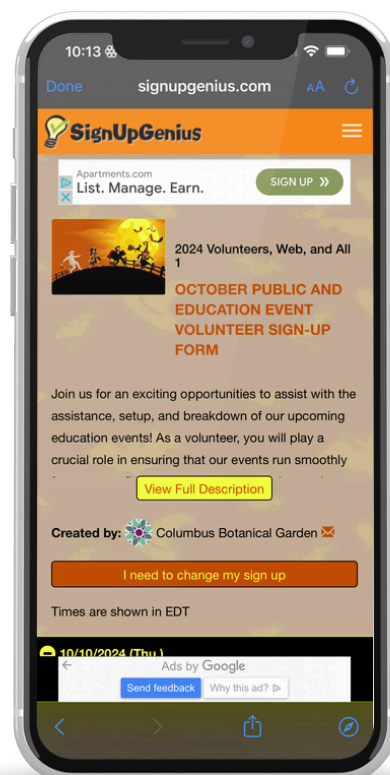 10:13
Done signupgenius.com AA
SignUpGenius
Apartments.com
List. Manage. Earn.
SIGN UP »
2024 Volunteers, Web, and All
1
OCTOBER PUBLIC AND
EDUCATION EVENT
VOLUNTEER SIGN-UP
FORM
Join us for an exciting opportunities to assist with the
assistance, setup, and breakdown of our upcoming
education events! As a volunteer, you will play a
crucial role in ensuring that our events run smoothly
View Full Description
Created by: Columbus Botanical Garden
I need to change my sign up
Times are shown in EDT
10/10/2024 (Thu.)
Ads by Google
Send feedback Why this ad?